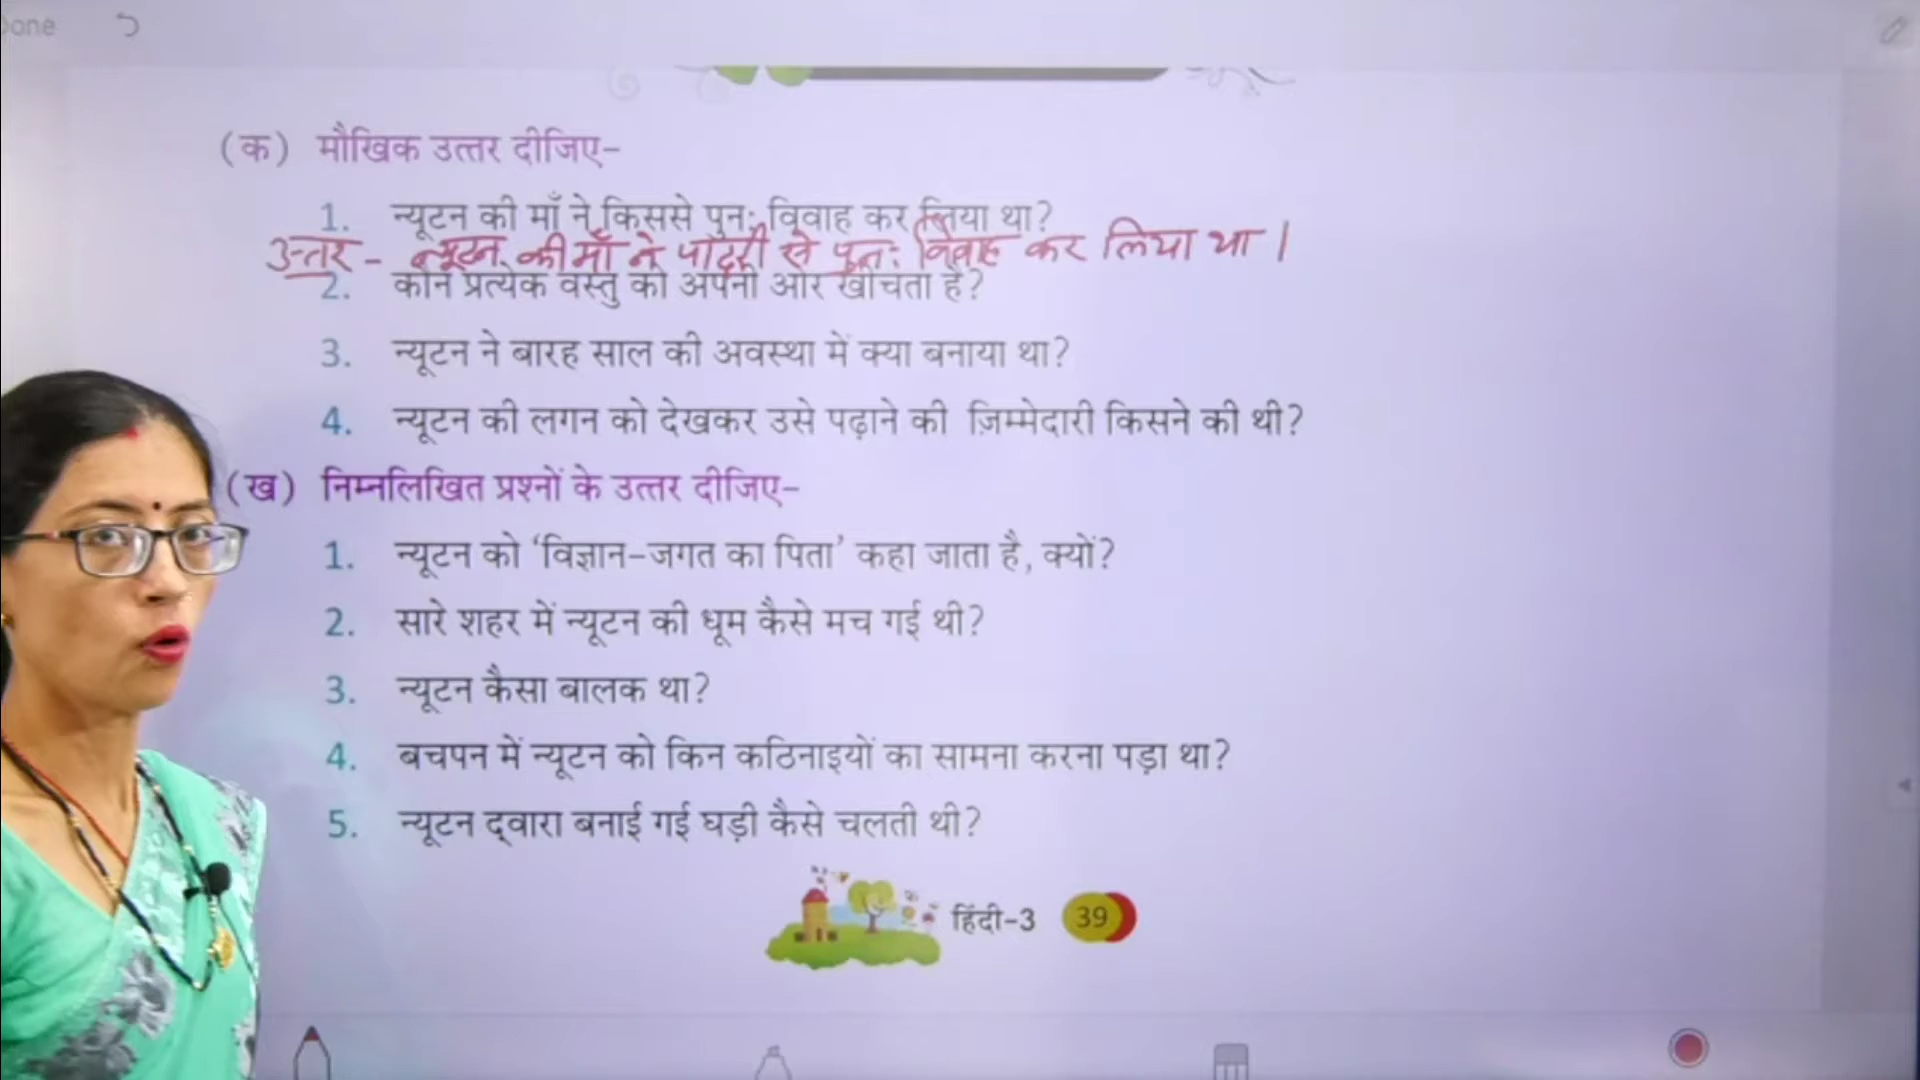 Done
(क) मौखिक उत्तर दीजिए–
1. न्यूटन की माँ ने किससे पुनः विवाह कर लिया था?
उत्तर – न्यूटन की माँ ने पादरी से पुनः विवाह कर लिया था।
2. कौन प्रत्येक वस्तु को अपनी ओर खींचता है?
3. न्यूटन ने बारह साल की अवस्था में क्या बनाया था?
4. न्यूटन की लगन को देखकर उसे पढ़ाने की ज़िम्मेदारी किसने की थी?
(ख) निम्नलिखित प्रश्नों के उत्तर दीजिए–
1. न्यूटन को ‘विज्ञान–जगत का पिता’ कहा जाता है, क्यों?
2. सारे शहर में न्यूटन की धूम कैसे मच गई थी?
3. न्यूटन कैसा बालक था?
4. बचपन में न्यूटन को किन कठिनाइयों का सामना करना पड़ा था?
5. न्यूटन द्वारा बनाई गई घड़ी कैसे चलती थी?
हिंदी–3 39